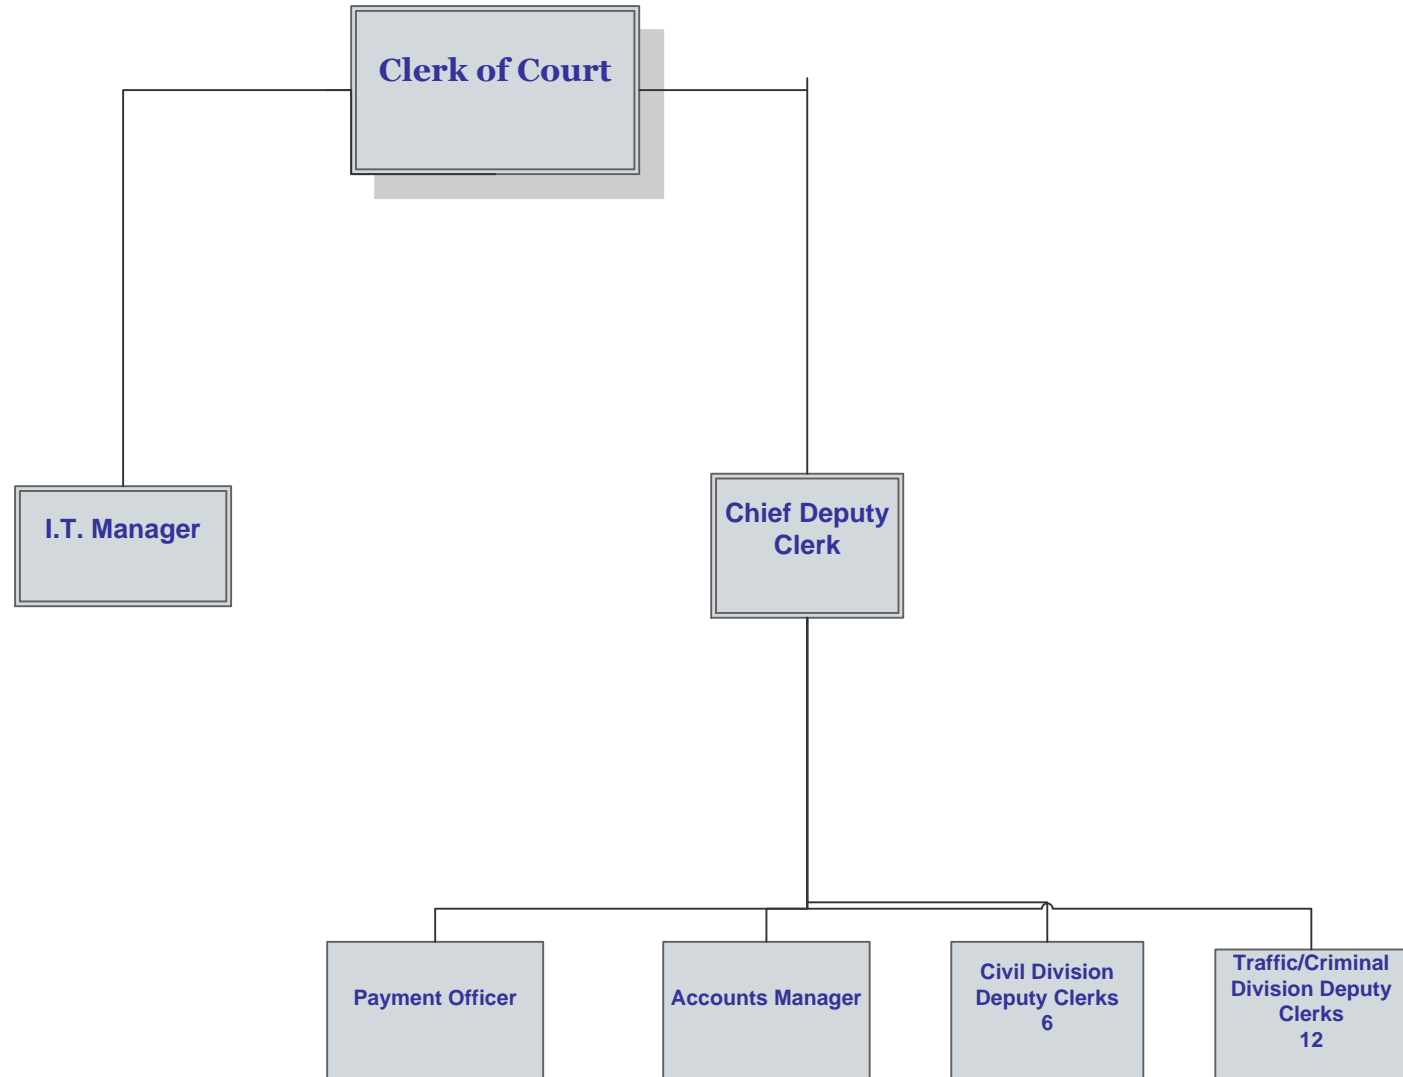 Clerk of Court
I.T. Manager
Chief Deputy
Clerk
Payment Officer
Accounts Manager
Civil Division
Deputy Clerks
6
Traffic/Criminal
Division Deputy
Clerks
12